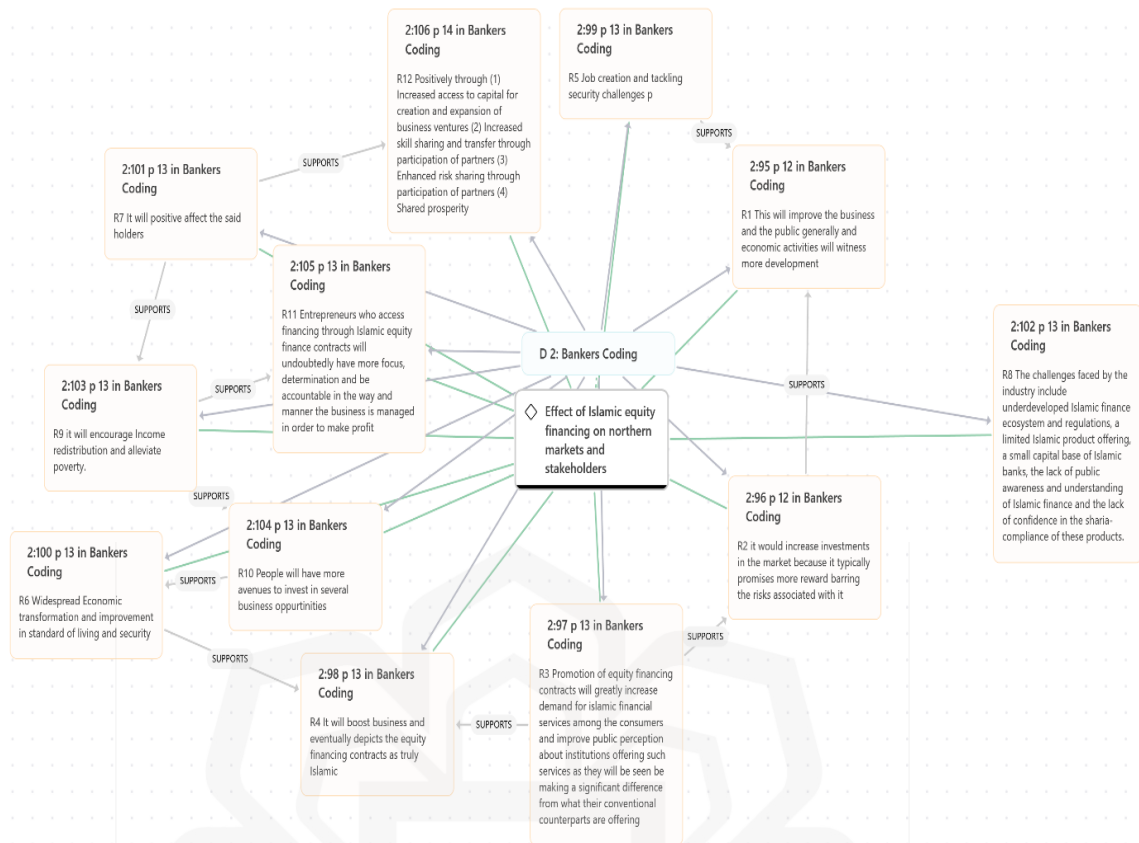 2:106 p 14 in Bankers
Coding
R12 Positively through (1)
Increased access to capital for
creation and expansion of
business ventures (2) Increased
skill sharing and transfer through
participation of partners (3)
Enhanced risk sharing through
participation of partners (4)
Shared prosperity
2:99 p 13 in Bankers
Coding
R5 Job creation and tackling
security challenges p
SUPPORTS
2:95 p 12 in Bankers
Coding
R1 This will improve the business
and the public generally and
economic activities will witness
more development
2:101 p 13 in Bankers
Coding
R7 It will positive affect the said
holders
SUPPORTS
SUPPORTS
2:105 p 13 in Bankers
Coding
R11 Entrepreneurs who access
financing through Islamic equity
finance contracts will
undoubtedly have more focus,
determination and be
accountable in the way and
manner the business is managed
in order to make profit
D 2: Bankers Coding
Effect of Islamic equity
financing on northern
markets and
stakeholders
2:102 p 13 in Bankers
Coding
R8 The challenges faced by the
industry include
underdeveloped Islamic finance
ecosystem and regulations, a
limited Islamic product offering,
a small capital base of Islamic
banks, the lack of public
awareness and understanding
of Islamic finance and the lack
of confidence in the sharia-
compliance of these products.
SUPPORTS
2:103 p 13 in Bankers
Coding
R9 it will encourage Income
redistribution and alleviate
poverty.
SUPPORTS
SUPPORTS
2:104 p 13 in Bankers
Coding
R10 People will have more
avenues to invest in several
business oppurtinities
2:96 p 12 in Bankers
Coding
R2 it would increase investments
in the market because it typically
promises more reward barring
the risks associated with it
2:100 p 13 in Bankers
Coding
R6 Widespread Economic
transformation and improvement
in standard of living and security
SUPPORTS
SUPPORTS
2:98 p 13 in Bankers
Coding
R4 It will boost business and
eventually depicts the equity
financing contracts as truly
Islamic
SUPPORTS
2:97 p 13 in Bankers
Coding
R3 Promotion of equity financing
contracts will greatly increase
demand for islamic financial
services among the consumers
and improve public perception
about institutions offering such
services as they will be seen be
making a significant difference
from what their conventional
counterparts are offering
SUPPORTS